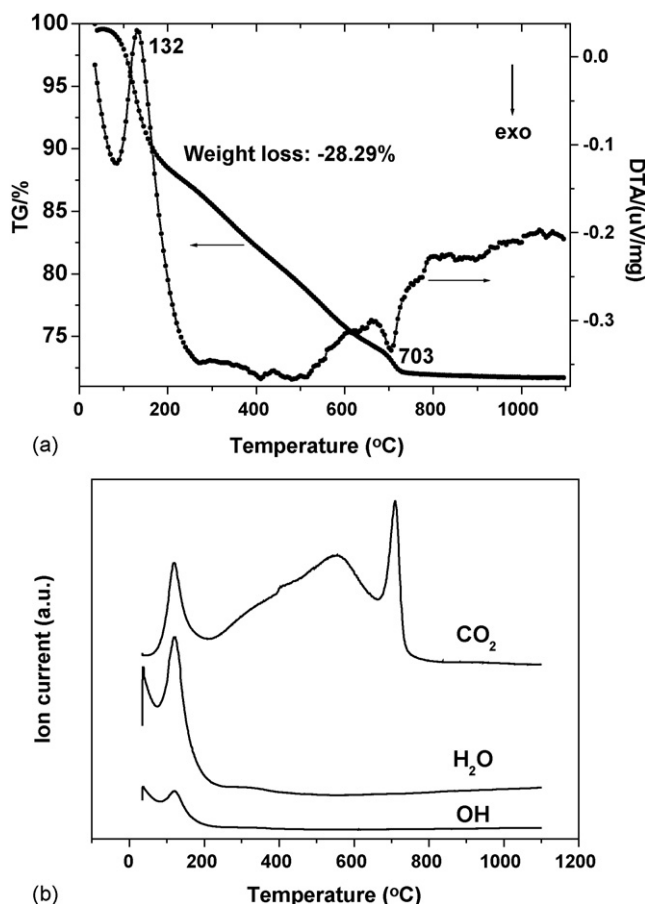 100
95
90
85
80
75
TG/%
132
Weight loss: -28.29%
703
exo
0.0
-0.1
-0.2
-0.3
DTA/(uV/mg)
0 200 400 600 800 1000
(a)
Temperature (oC)
Ion current (a.u.)
CO2
H2O
OH
0 200 400 600 800 1000 1200
(b)
Temperature (oC)